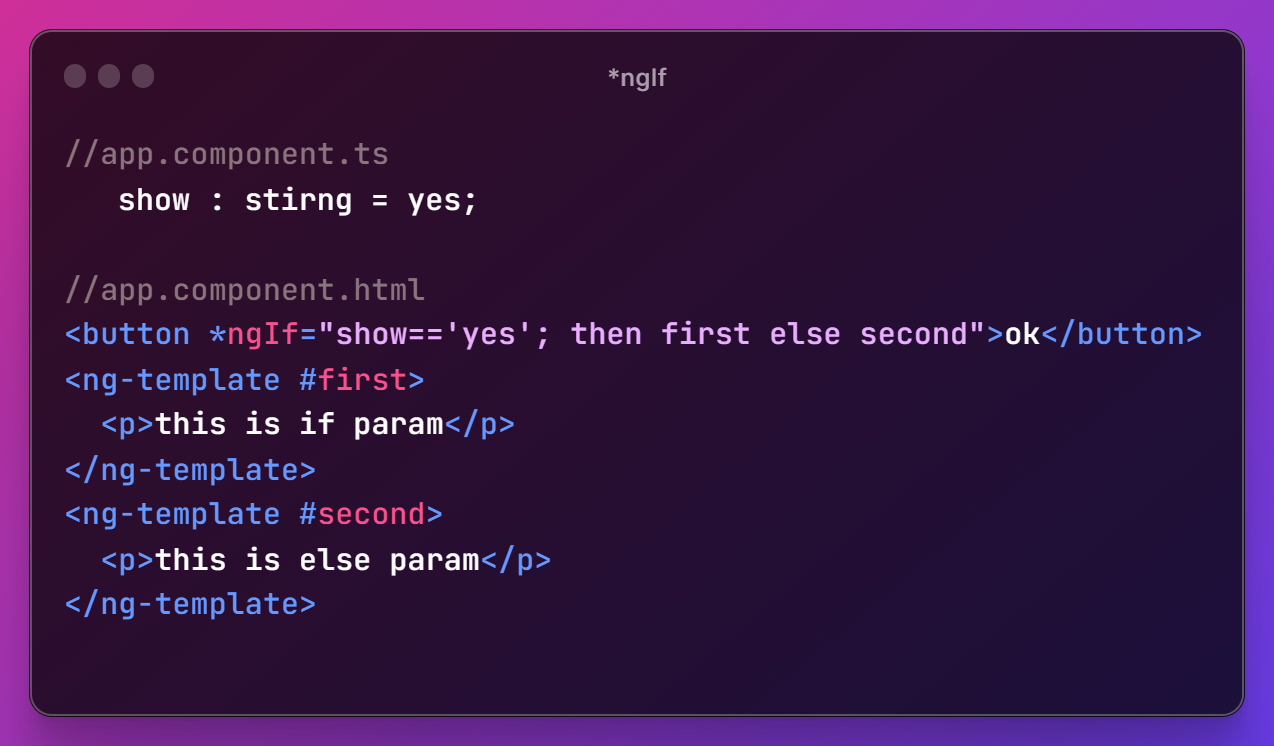 *ngIf
//app.component.ts
show : stirng = yes;
//app.component.html
<button *ngIf="show=='yes'; then first else second">ok</button>
<ng-template #first>
<p>this is if param</p>
</ng-template>
<ng-template #second>
<p>this is else param</p>
</ng-template>